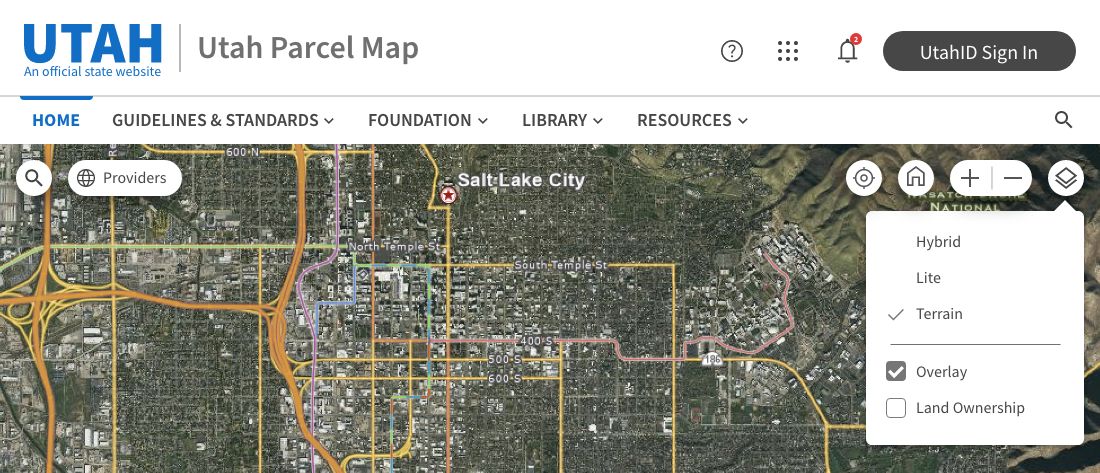 UTAH
An official state website
Utah Parcel Map
2
UtahID Sign In
HOME
GUIDELINES & STANDARDS
FOUNDATION
LIBRARY
RESOURCES
600 N
Providers
Salt Lake City
NATIONAL
Hybrid
Lite
Terrain
Overlay
Land Ownership
North Temple St
South Temple St
400 S
500 S
186
600 S